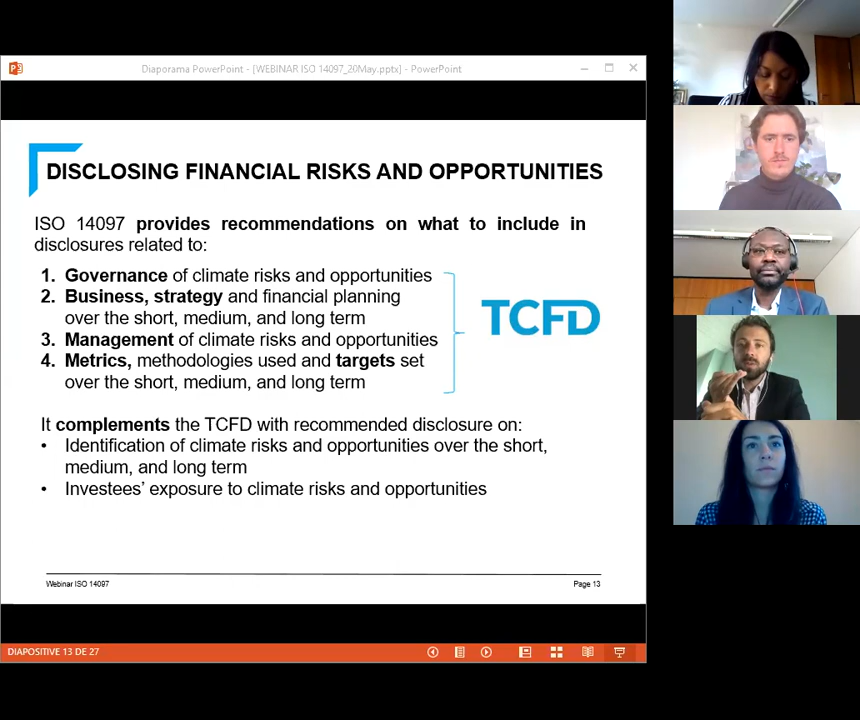 Diaporama PowerPoint - [WEBINAR ISO 14097_20May.pptx] - PowerPoint
DISCLOSING FINANCIAL RISKS AND OPPORTUNITIES
ISO 14097 provides recommendations on what to include in
disclosures related to:
1. Governance of climate risks and opportunities
2. Business, strategy and financial planning
over the short, medium, and long term
3. Management of climate risks and opportunities
4. Metrics, methodologies used and targets set
over the short, medium, and long term
TCFD
It complements the TCFD with recommended disclosure on:
• Identification of climate risks and opportunities over the short,
medium, and long term
• Investees’ exposure to climate risks and opportunities
Webinar ISO 14097
Page 13
DIAPOSITIVE 13 DE 27